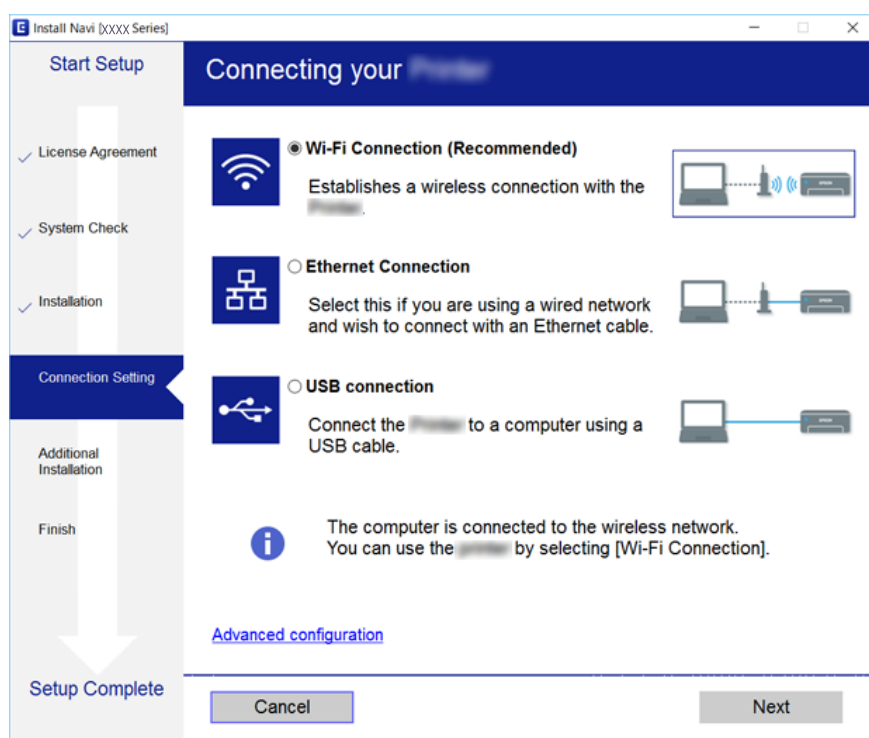 Install Navi [XXXX Series]
Start Setup
License Agreement
System Check
Installation
Connection Setting
Additional
Installation
Finish
Setup Complete
Connecting your
Wi-Fi Connection (Recommended)
Establishes a wireless connection with the
.
Ethernet Connection
Select this if you are using a wired network
and wish to connect with an Ethernet cable.
USB connection
Connect the to a computer using a
USB cable.
The computer is connected to the wireless network.
You can use the by selecting [Wi-Fi Connection].
Advanced configuration
Cancel
Next